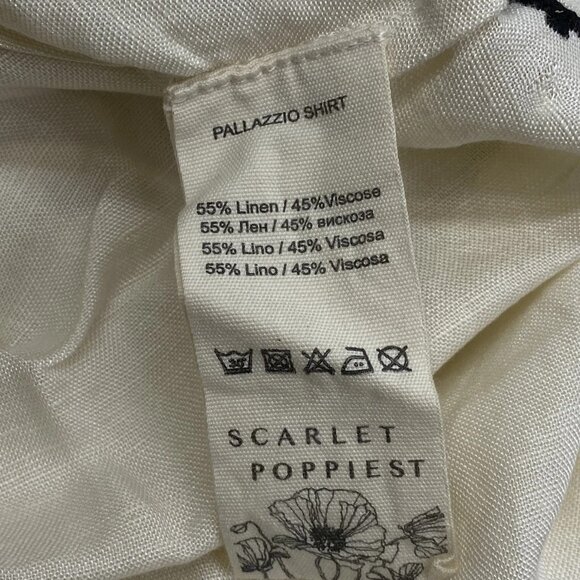 PALLAZZIO SHIRT
55% Linen / 45%Viscose
55% Лен / 45% вискоза
55% Lino / 45% Viscosa
55% Lino / 45% Viscosa
30°
SCARLET
POPPIEST